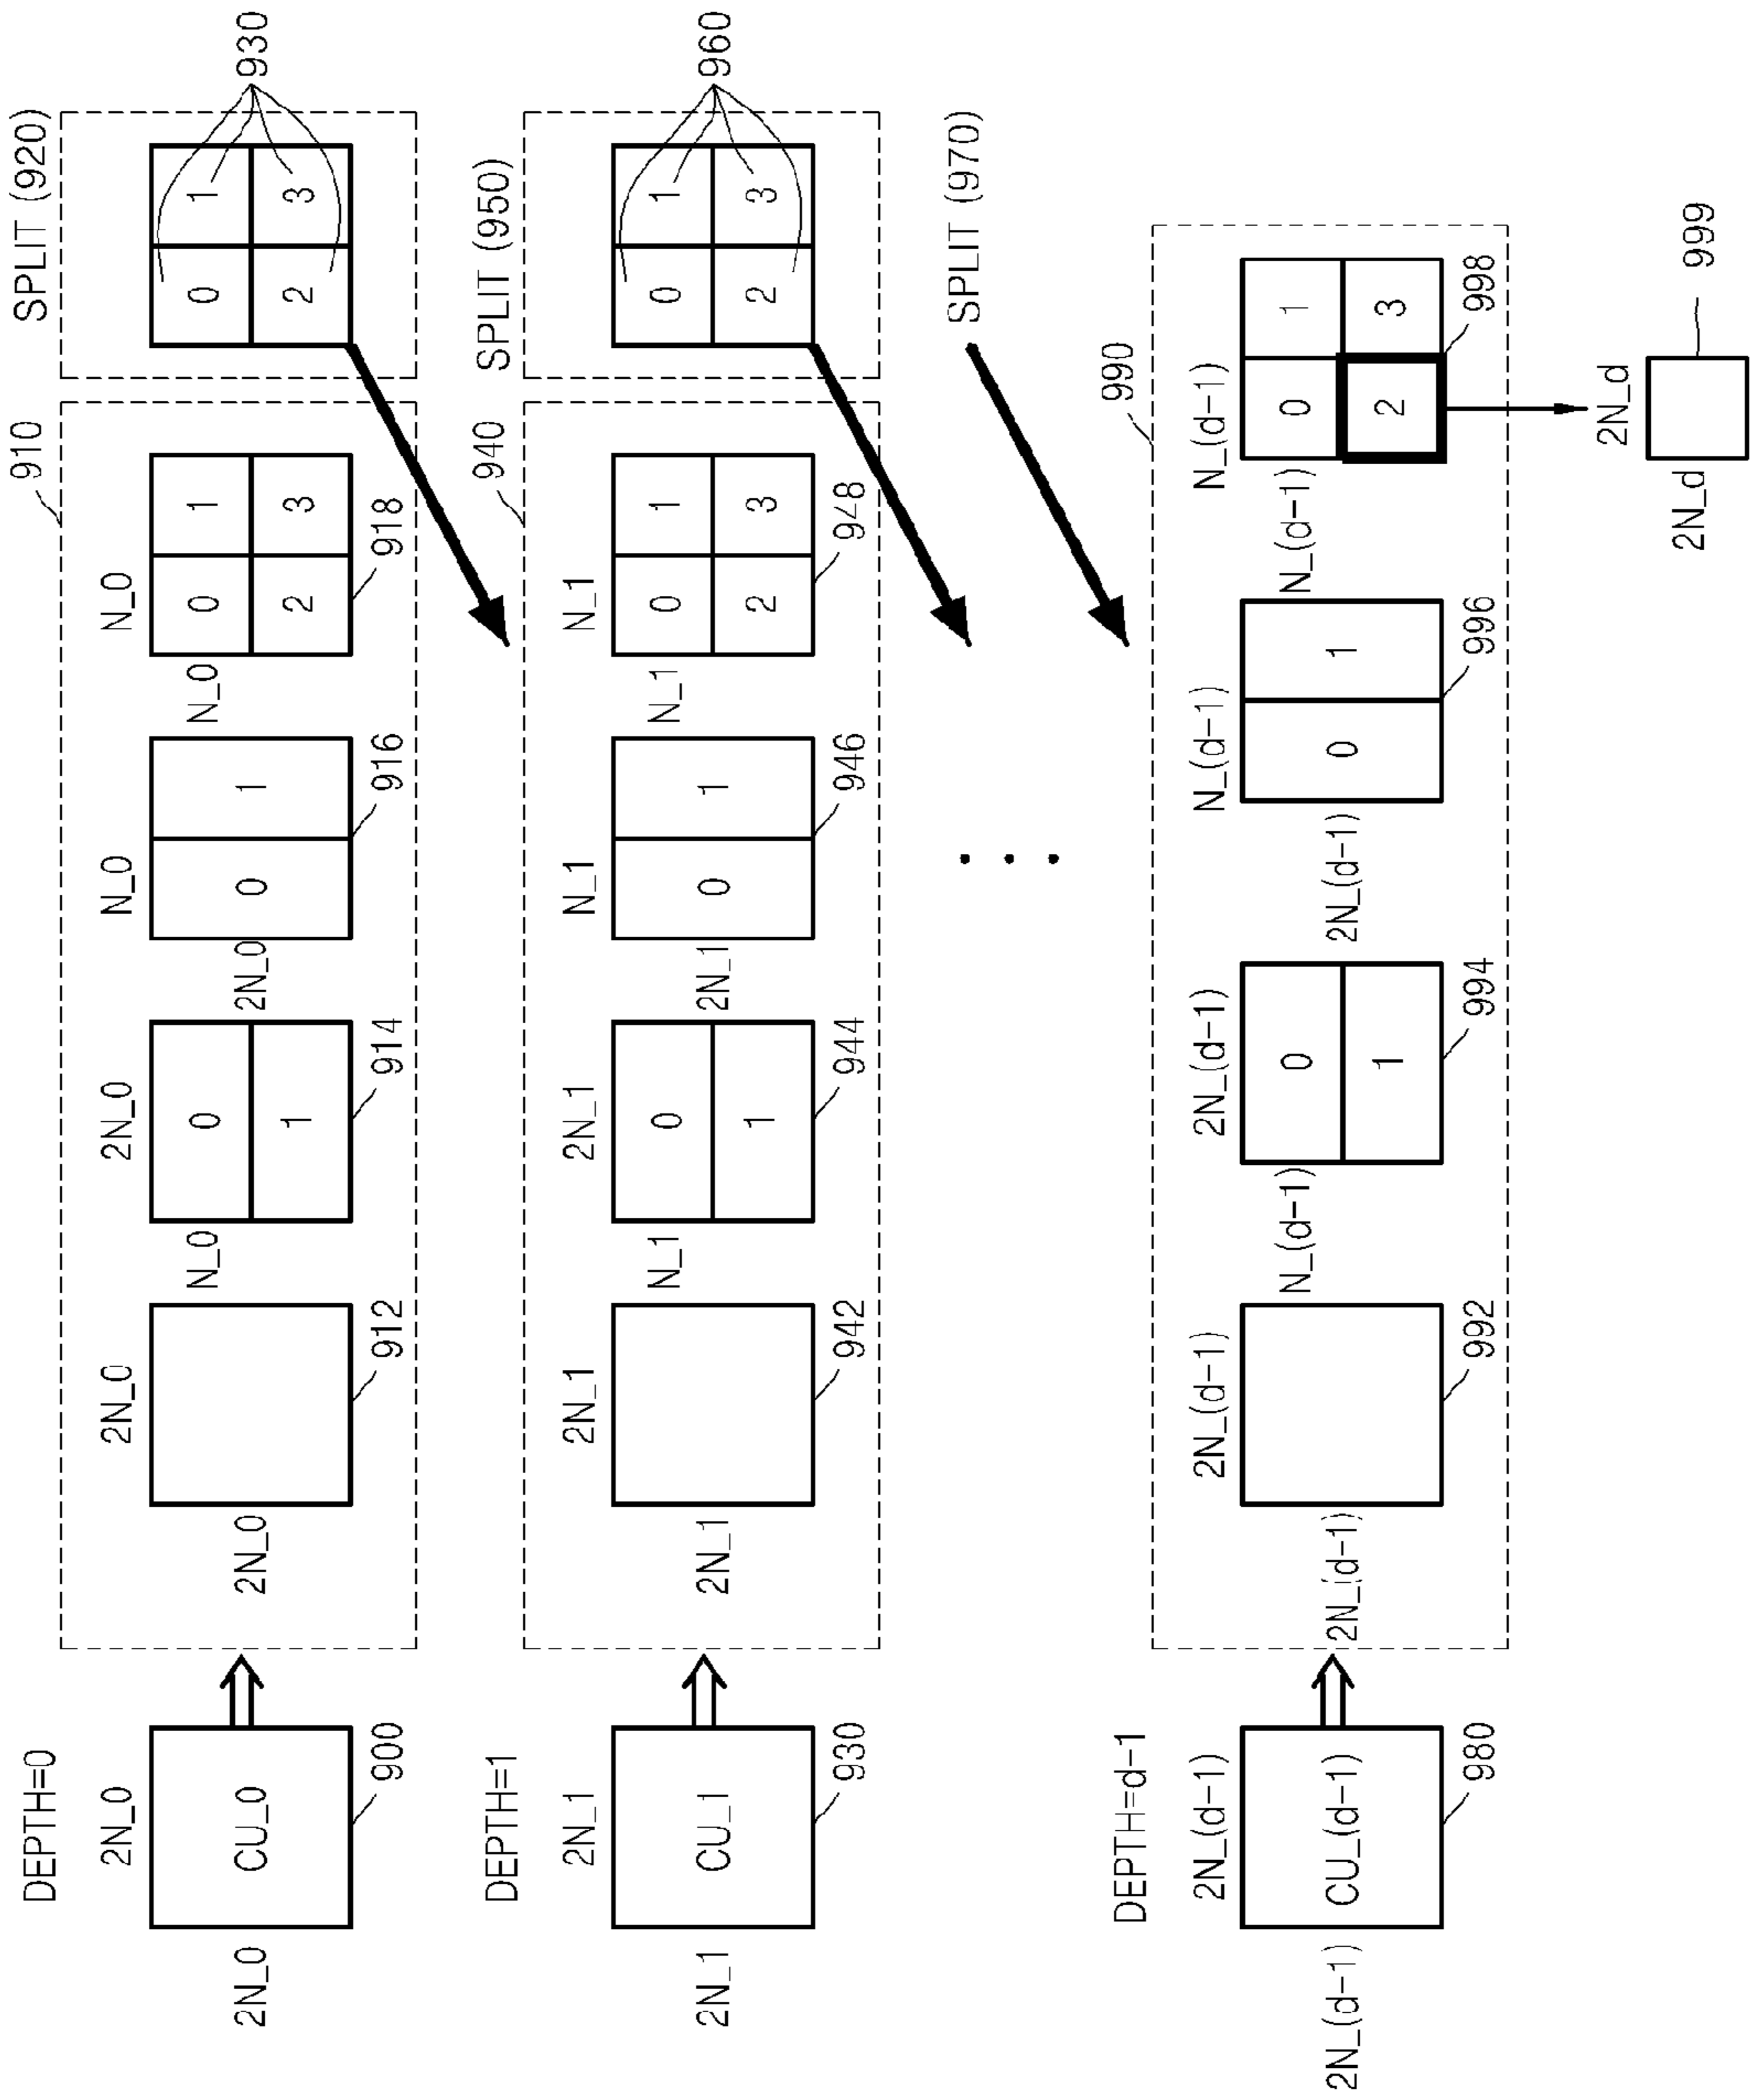 DEPTH=0
2N_0
2N_0
CU_0
900
910
2N_0
2N_0
912
2N_0
N_0
0
1
914
N_0
2N_0
0
1
916
N_0
N_0
0
1
2
3
918
SPLIT (920)
0
1
2
3
930
DEPTH=1
2N_1
2N_1
CU_1
930
940
2N_1
2N_1
942
2N_1
N_1
0
1
944
N_1
2N_1
0
1
946
N_1
N_1
0
1
2
3
948
SPLIT (950)
0
1
2
3
960
SPLIT (970)
DEPTH=d-1
2N_(d-1)
2N_(d-1)
CU_(d-1)
980
990
2N_(d-1)
2N_(d-1)
992
2N_(d-1)
N_(d-1)
0
1
994
N_(d-1)
2N_(d-1)
0
1
996
N_(d-1)
N_(d-1)
0
1
2
3
998
2N_d
2N_d
999